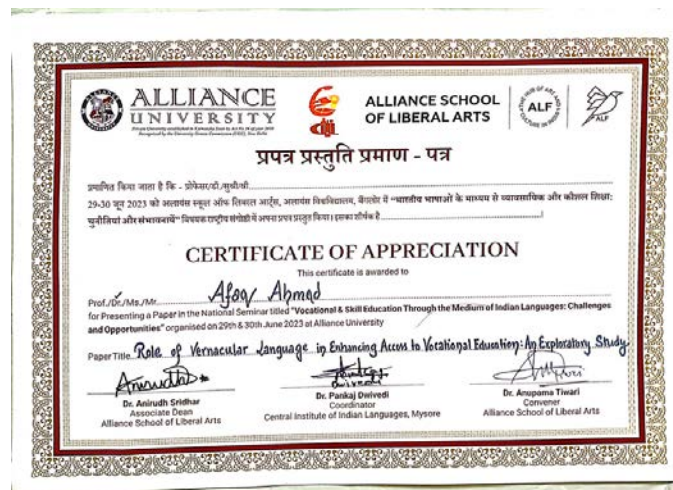 ALLIANCE
UNIVERSITY
ALLIANCE SCHOOL
OF LIBERAL ARTS
ALF
ALF
प्रपत्र प्रस्तुति प्रमाण - पत्र
प्रमाणित किया जाता है कि - प्रोफेसर/डॉ./सुश्री/श्री
29-30 जून 2023 को अलायंस स्कूल ऑफ लिबरल आर्ट्स, अलायंस विश्वविद्यालय, बैंगलोर में "भारतीय भाषाओं के माध्यम से व्यावसायिक और कौशल शिक्षा:
चुनौतियां और संभावनायें" विषयक राष्ट्रीय संगोष्ठी में अपना प्रपत्र प्रस्तुत किया। इसका शीर्षक है
CERTIFICATE OF APPRECIATION
This certificate is awarded to
Prof./Dr./Ms./Mr. Afaq Ahmad
for Presenting a Paper in the National Seminar titled "Vocational & Skill Education Through the Medium of Indian Languages: Challenges
and Opportunities" organised on 29th & 30th June 2023 at Alliance University
Paper Title Role of Vernacular Language in Enhancing Access to Vocational Education: An Exploratory Study
Dr. Anirudh Sridhar
Associate Dean
Alliance School of Liberal Arts
Dr. Pankaj Dwivedi
Coordinator
Central Institute of Indian Languages, Mysore
Dr. Anupama Tiwari
Convener
Alliance School of Liberal Arts